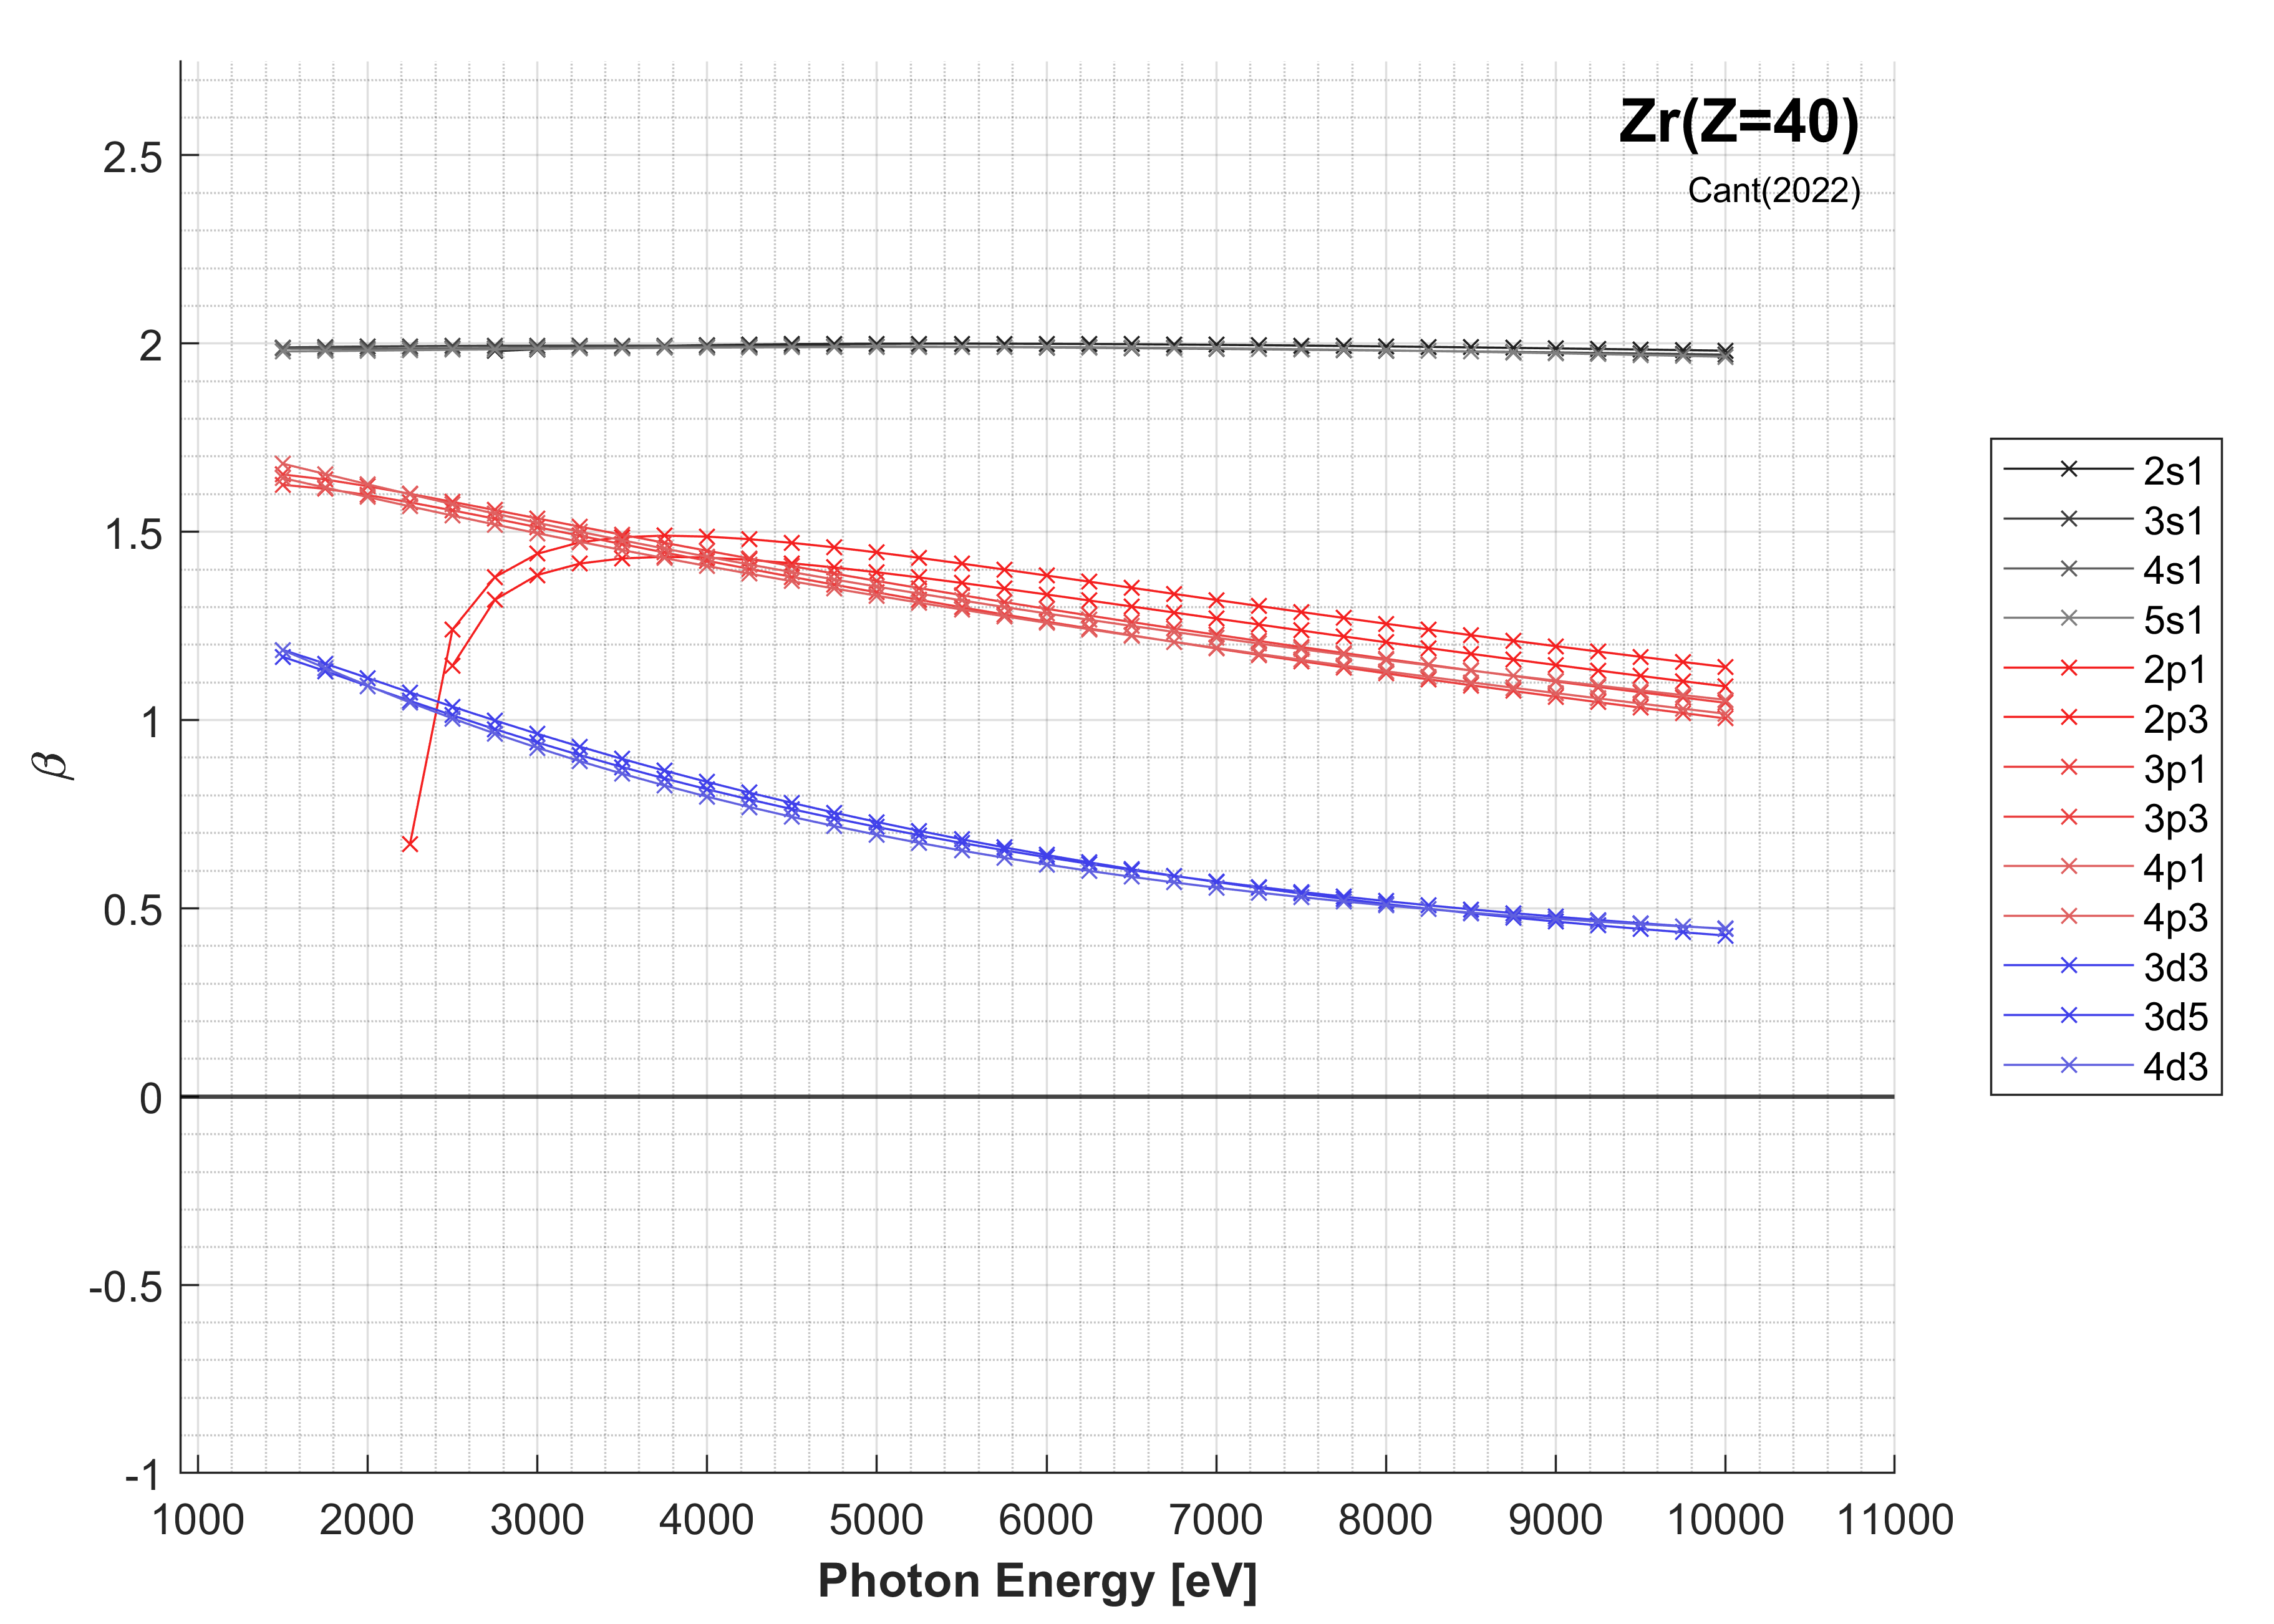 Zr(Z=40)
Cant(2022)
2.5
2
1.5
1
0.5
0
-0.5
-1
β
1000 2000 3000 4000 5000 6000 7000 8000 9000 10000 11000
Photon Energy [eV]
2s1
3s1
4s1
5s1
2p1
2p3
3p1
3p3
4p1
4p3
3d3
3d5
4d3